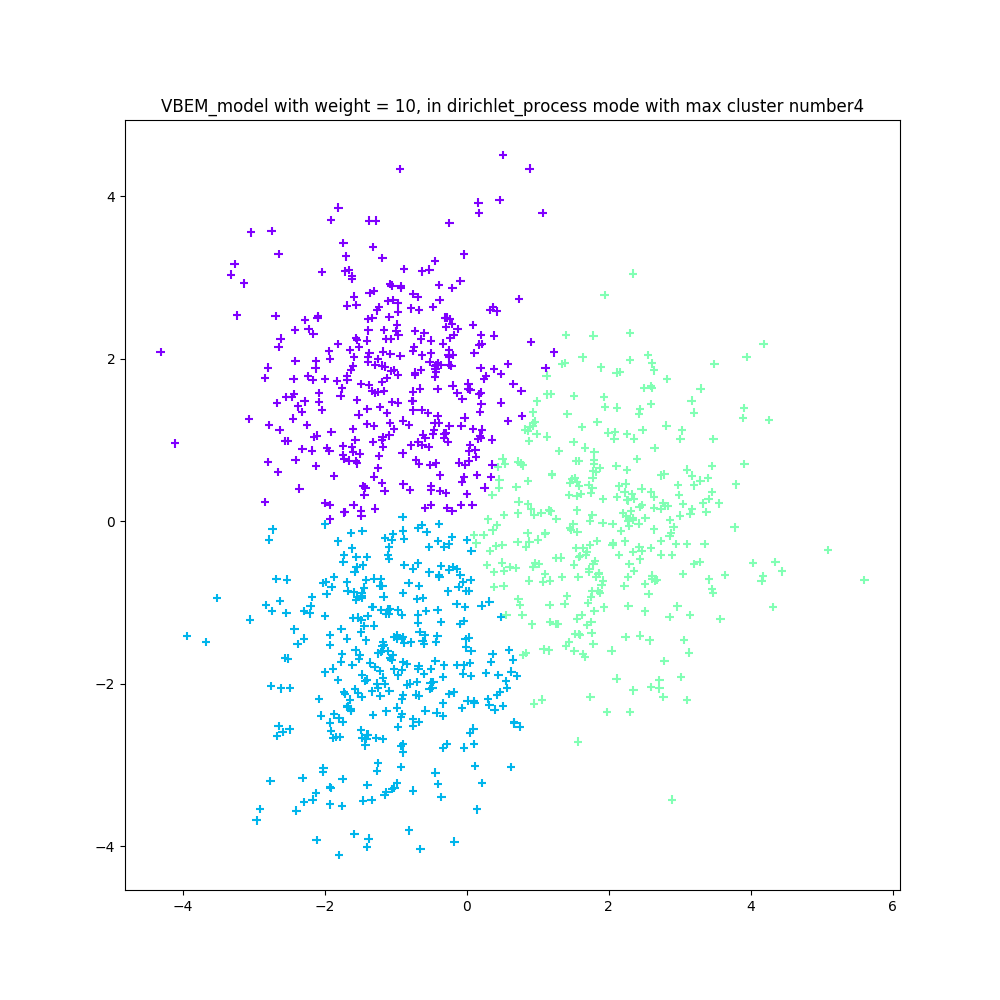 VBEM_model with weight = 10, in dirichlet_process mode with max cluster number4
4
2
0
−2
−4
−4 −2 0 2 4 6